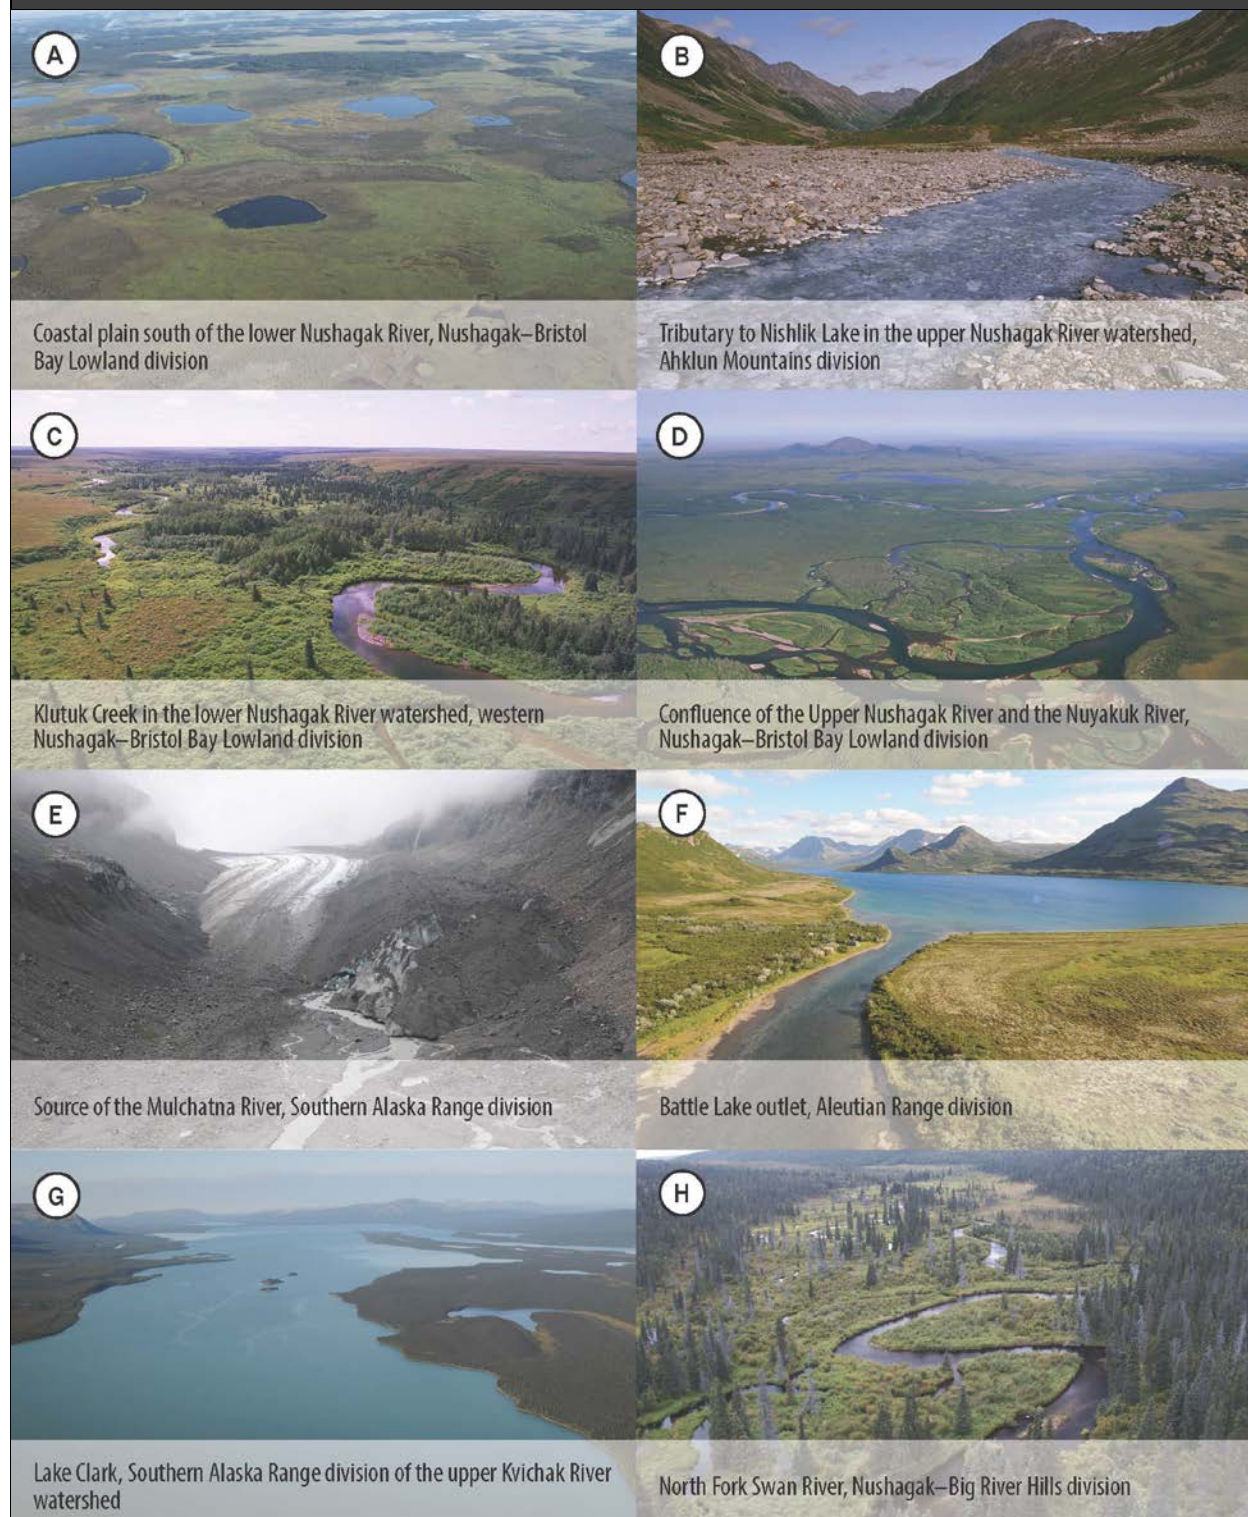 A
B
Coastal plain south of the lower Nushagak River, Nushagak–Bristol
Bay Lowland division
Tributary to Nishlik Lake in the upper Nushagak River watershed,
Ahklun Mountains division
C
D
Klutuk Creek in the lower Nushagak River watershed, western
Nushagak–Bristol Bay Lowland division
Confluence of the Upper Nushagak River and the Nuyakuk River,
Nushagak–Bristol Bay Lowland division
E
F
Source of the Mulchatna River, Southern Alaska Range division
Battle Lake outlet, Aleutian Range division
G
H
Lake Clark, Southern Alaska Range division of the upper Kvichak River
watershed
North Fork Swan River, Nushagak–Big River Hills division